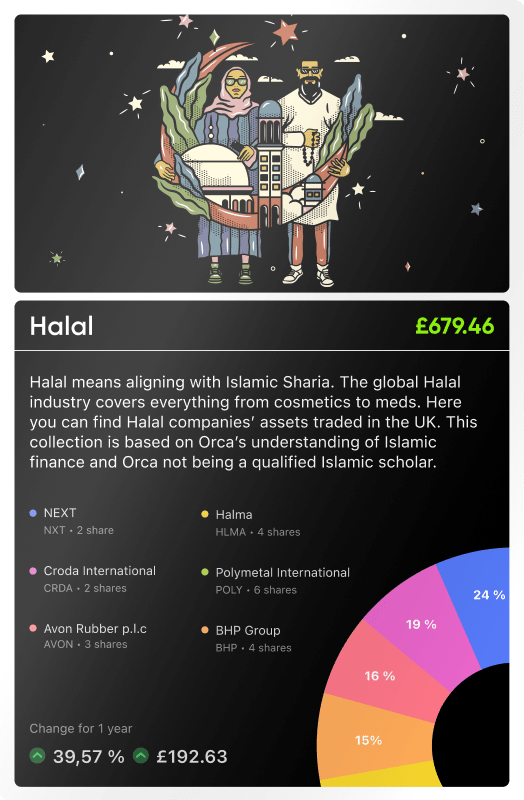 Halal
£679.46
Halal means aligning with Islamic Sharia. The global Halal
industry covers everything from cosmetics to meds. Here
you can find Halal companies’ assets traded in the UK. This
collection is based on Orca’s understanding of Islamic
finance and Orca not being a qualified Islamic scholar.
NEXT
NXT • 2 share
Halma
HLMA • 4 shares
Croda International
CRDA • 2 shares
Polymetal International
POLY • 6 shares
Avon Rubber p.l.c
AVON • 3 shares
BHP Group
BHP • 4 shares
24 %
19 %
16 %
15%
Change for 1 year
39,57 % £192.63